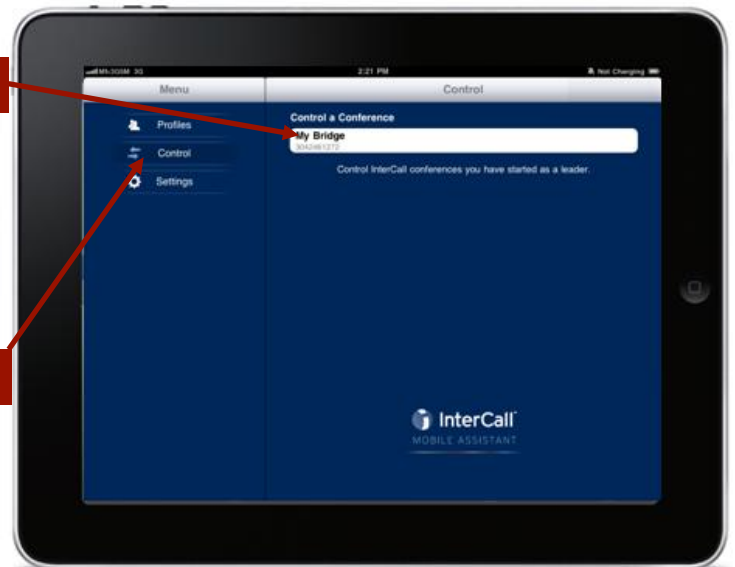 2:21 PM
Not Charging
Menu
Control
Profiles
Control
Settings
Control a Conference
My Bridge
Control InterCall conferences you have started as a leader.
InterCall
MOBILE ASSISTANT